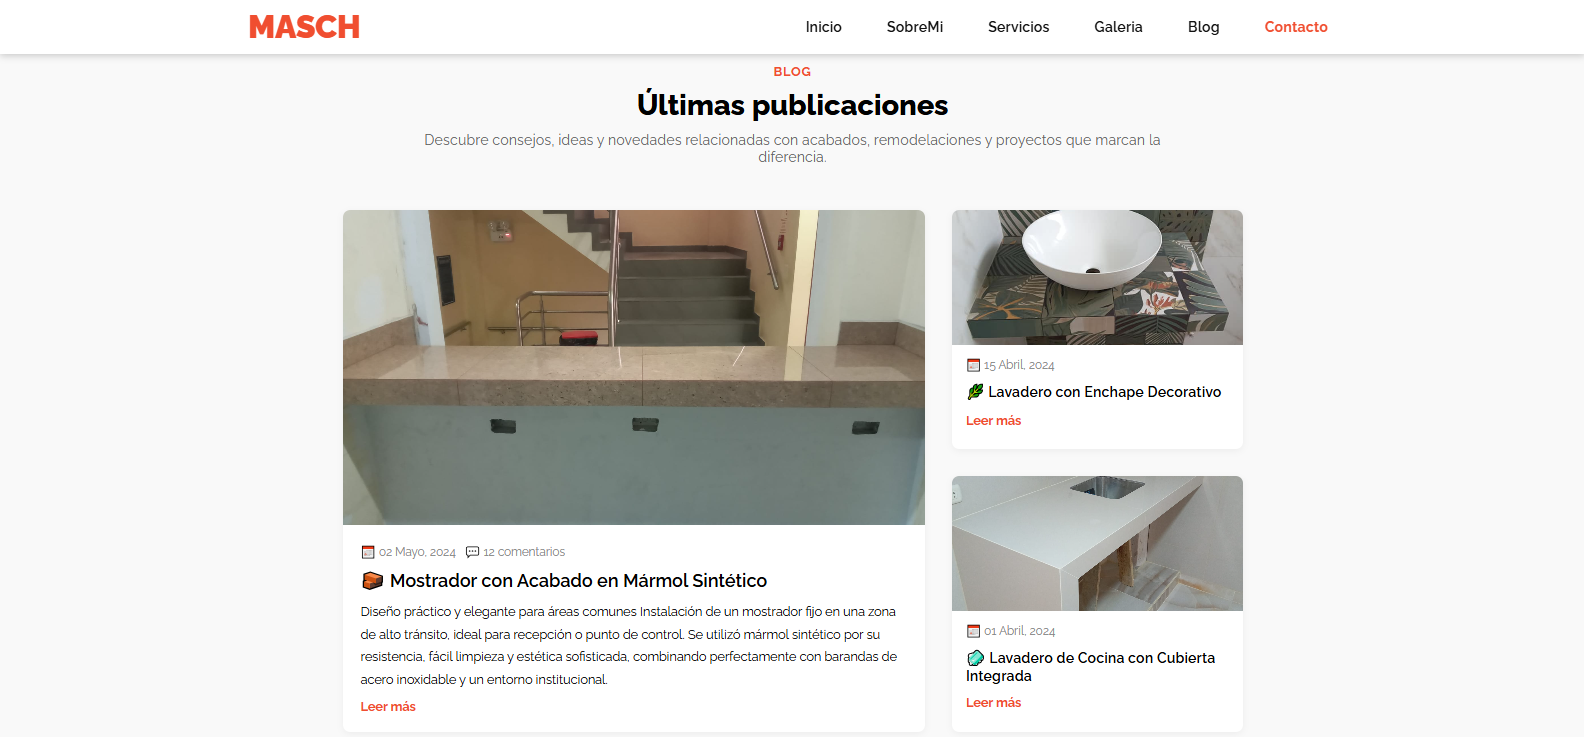 MASCH
Inicio
SobreMi
Servicios
Galeria
Blog
Contacto
BLOG
Últimas publicaciones
Descubre consejos, ideas y novedades relacionadas con acabados, remodelaciones y proyectos que marcan la
diferencia.
02 Mayo, 2024 12 comentarios
Mostrador con Acabado en Mármol Sintético
Diseño práctico y elegante para áreas comunes Instalación de un mostrador fijo en una zona
de alto tránsito, ideal para recepción o punto de control. Se utilizó mármol sintético por su
resistencia, fácil limpieza y estética sofisticada, combinando perfectamente con barandas de
acero inoxidable y un entorno institucional.
Leer más
15 Abril, 2024
Lavadero con Enchape Decorativo
Leer más
01 Abril, 2024
Lavadero de Cocina con Cubierta
Integrada
Leer más